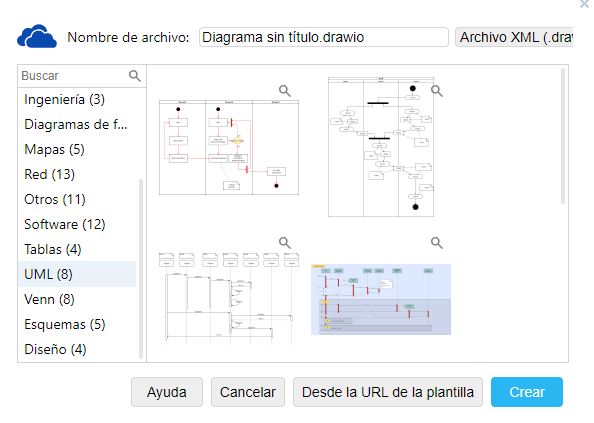 Nombre de archivo: Diagrama sin título.drawio Archivo XML (.draw
Buscar
Ingeniería (3)
Diagramas de f...
Mapas (5)
Red (13)
Otros (11)
Software (12)
Tablas (4)
UML (8)
Venn (8)
Esquemas (5)
Diseño (4)
Ayuda Cancelar Desde la URL de la plantilla Crear